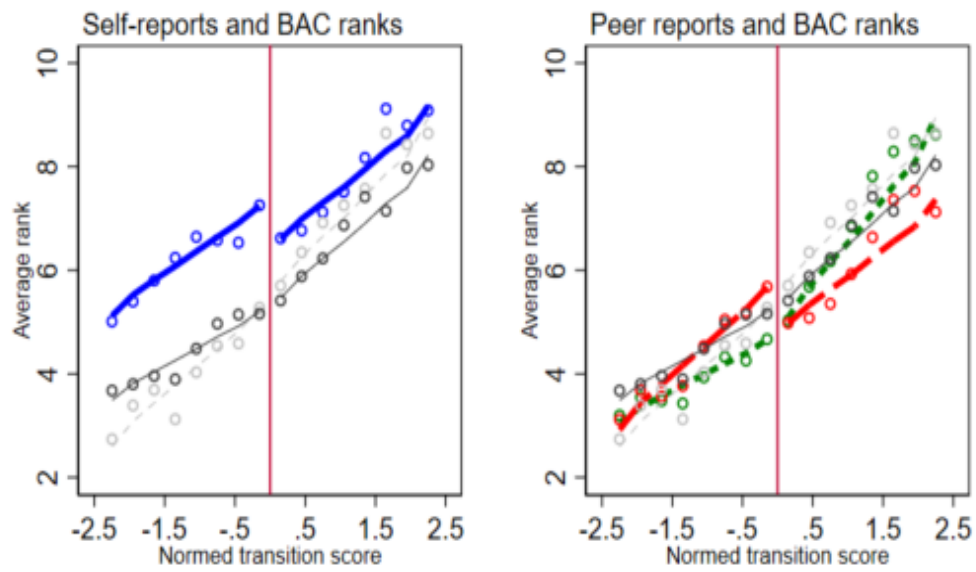 Self-reports and BAC ranks
Average rank
10
8
6
4
2
-2.5 -1.5 -.5 .5 1.5 2.5
Normed transition score
Peer reports and BAC ranks
Average rank
10
8
6
4
2
-2.5 -1.5 -.5 .5 1.5 2.5
Normed transition score